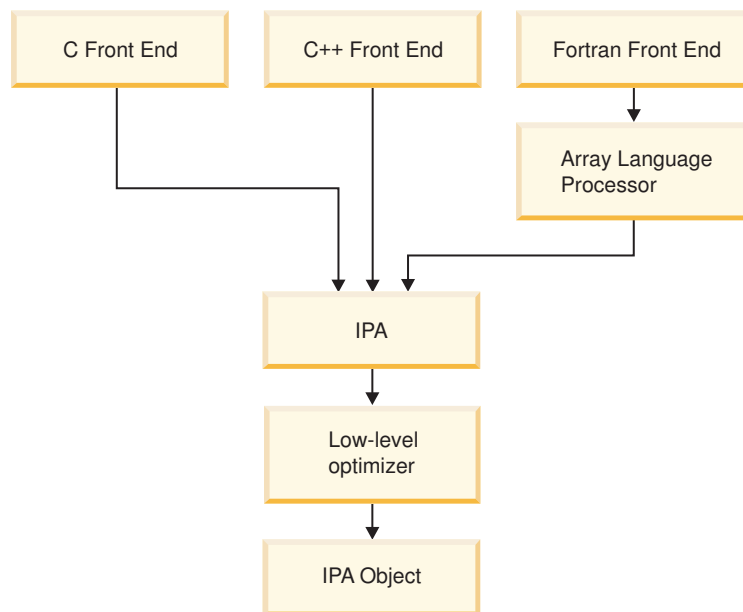 C Front End
C++ Front End
Fortran Front End
Array Language
Processor
IPA
Low-level
optimizer
IPA Object